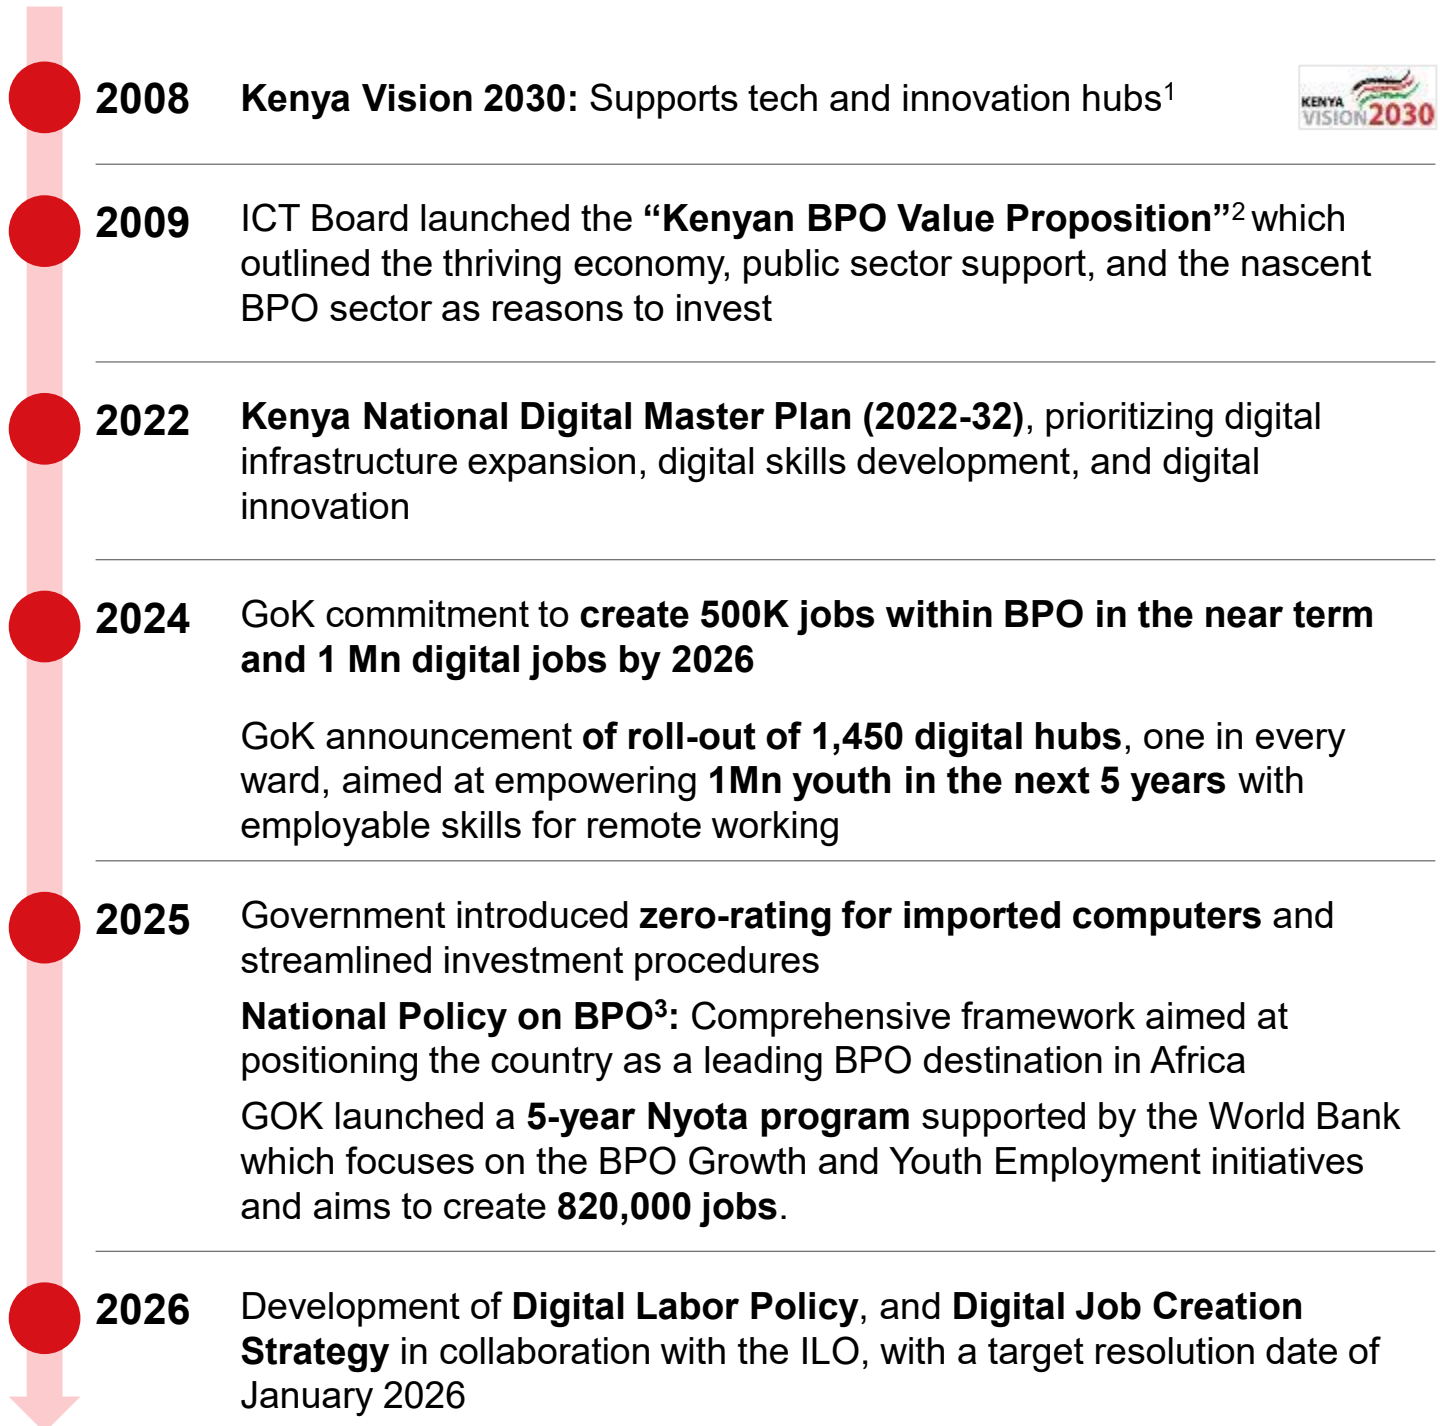 2008 Kenya Vision 2030: Supports tech and innovation hubs1
KENYA
VISION 2030
2009 ICT Board launched the “Kenyan BPO Value Proposition”2 which
outlined the thriving economy, public sector support, and the nascent
BPO sector as reasons to invest
2022 Kenya National Digital Master Plan (2022-32), prioritizing digital
infrastructure expansion, digital skills development, and digital
innovation
2024 GoK commitment to create 500K jobs within BPO in the near term
and 1 Mn digital jobs by 2026
GoK announcement of roll-out of 1,450 digital hubs, one in every
ward, aimed at empowering 1Mn youth in the next 5 years with
employable skills for remote working
2025 Government introduced zero-rating for imported computers and
streamlined investment procedures
National Policy on BPO3: Comprehensive framework aimed at
positioning the country as a leading BPO destination in Africa
GOK launched a 5-year Nyota program supported by the World Bank
which focuses on the BPO Growth and Youth Employment initiatives
and aims to create 820,000 jobs.
2026 Development of Digital Labor Policy, and Digital Job Creation
Strategy in collaboration with the ILO, with a target resolution date of
January 2026